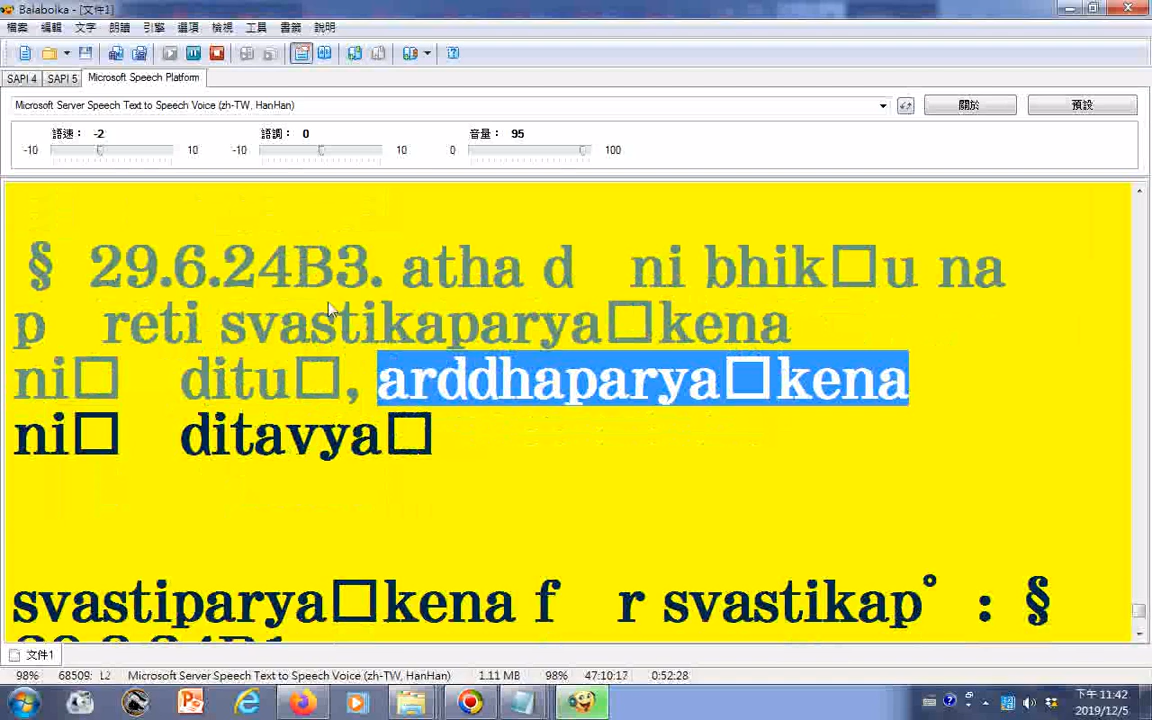 Balabolka - [文件1]
檔案 編輯 文字 朗讀 引擎 選項 檢視 工具 書籤 說明
SAPI 4 SAPI 5 Microsoft Speech Platform
Microsoft Server Speech Text to Speech Voice (zh-TW, HanHan) 關於 預設
語速： -2 語調： 0 音量： 95
-10 10 -10 10 0 100
§ 29.6.24B3. atha d ni bhik□u na
p reti svastikaparya□kena
ni□ ditu□, arddhaparya□kena
ni□ ditavya□
svastiparya□kena f r svastikap° : §
文件1
98% 68509: L2 Microsoft Server Speech Text to Speech Voice (zh-TW, HanHan) 1.11 MB 98% 47:10:17 0:52:28
下午 11:42
2019/12/5